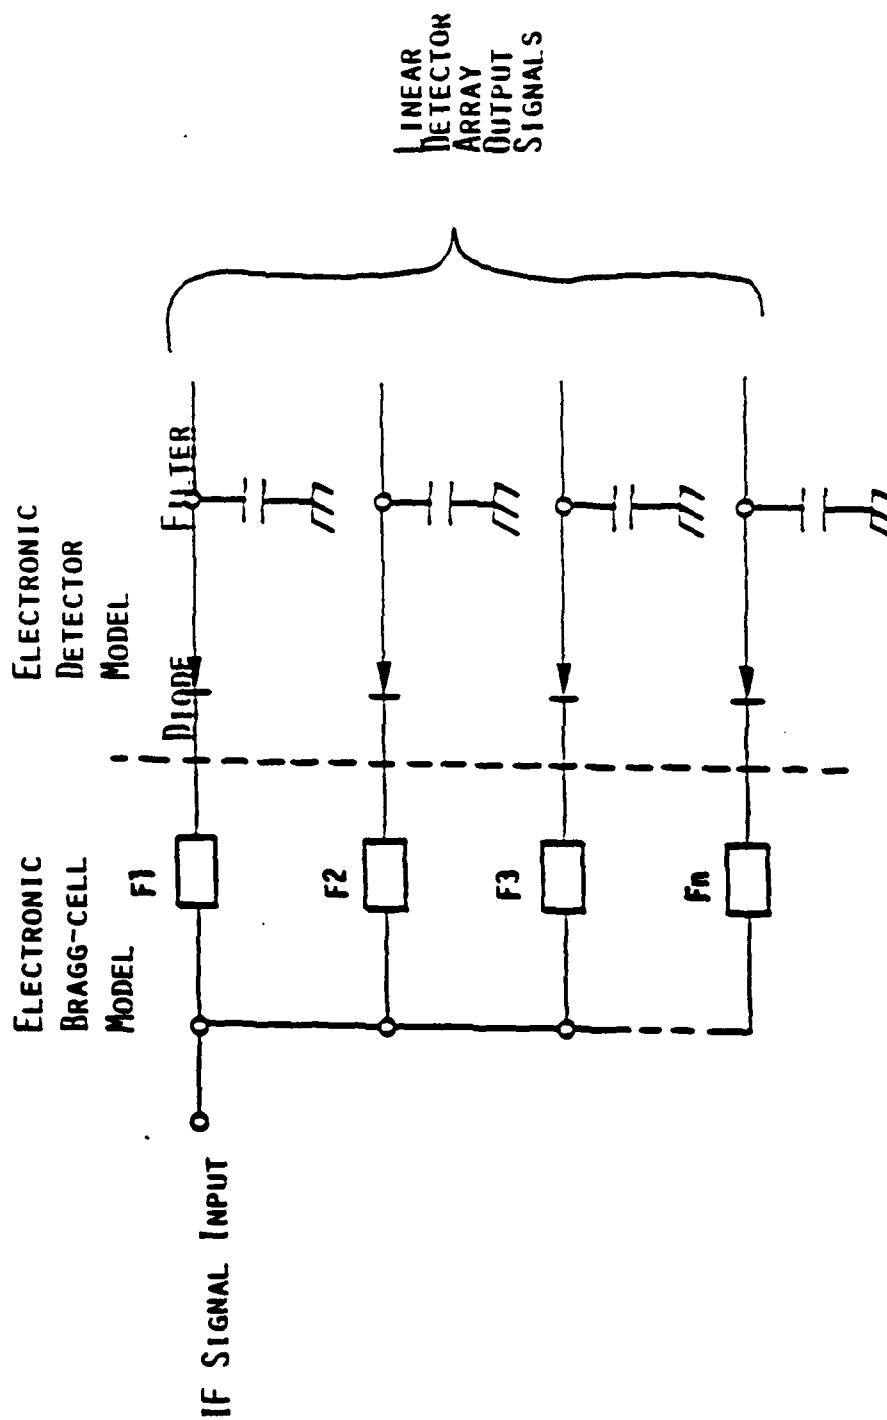 ELECTRONIC
BRAGG-CELL
MODEL
ELECTRONIC
DETECTOR
MODEL
IF SIGNAL INPUT
F1
DIODE
FILTER
F2
F3
Fn
LINEAR
DETECTOR
ARRAY
OUTPUT
SIGNALS